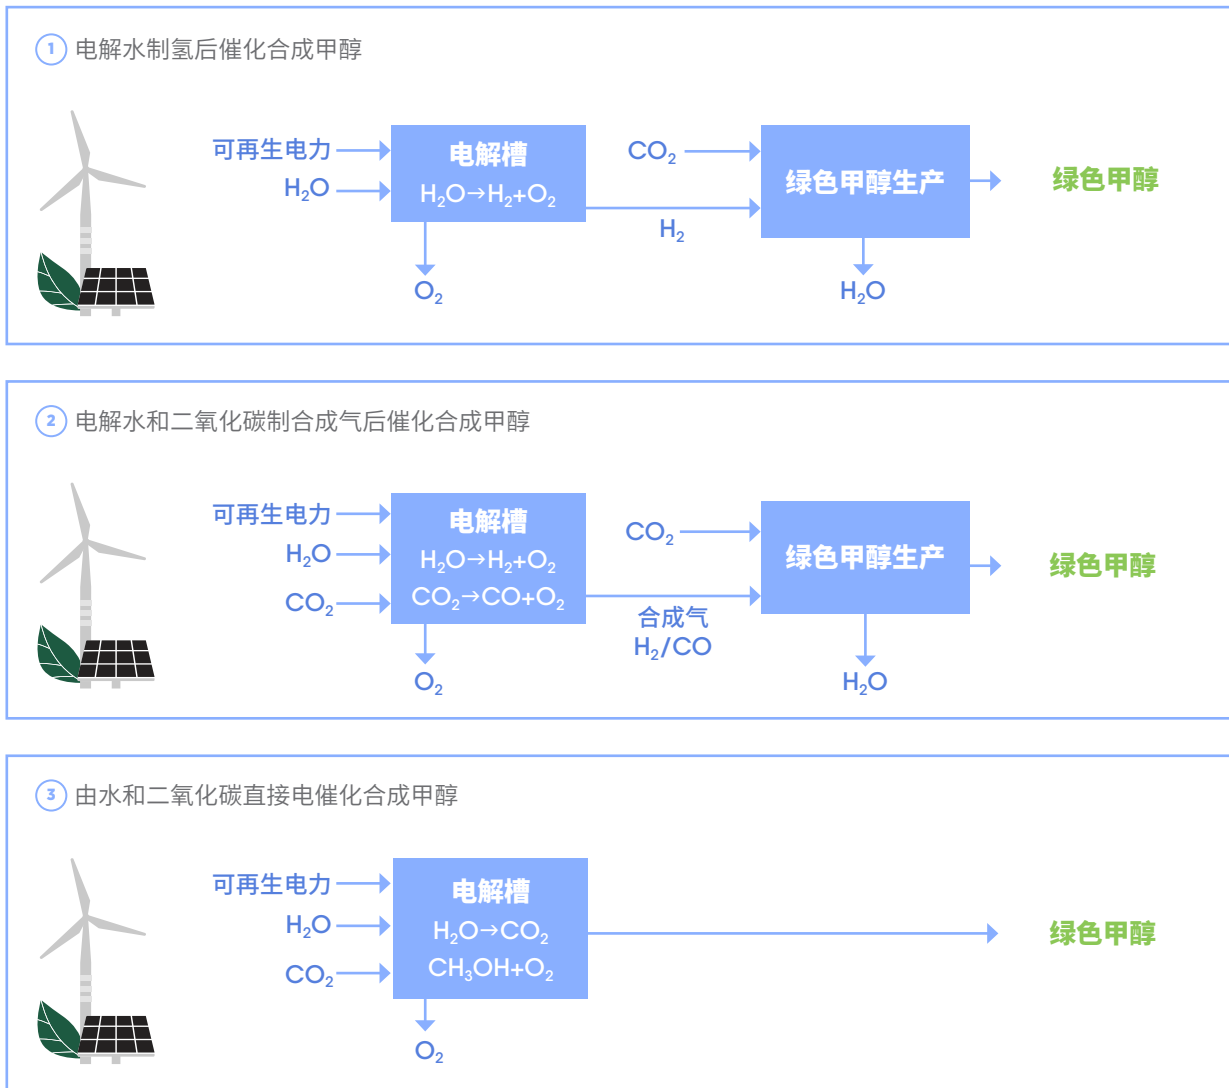 1 电解水制氢后催化合成甲醇
可再生电力
H₂O
电解槽
H₂O→H₂+O₂
O₂
CO₂
H₂
绿色甲醇生产
H₂O
绿色甲醇
2 电解水和二氧化碳制合成气后催化合成甲醇
可再生电力
H₂O
CO₂
电解槽
H₂O→H₂+O₂
CO₂→CO+O₂
O₂
CO₂
合成气
H₂/CO
绿色甲醇生产
H₂O
绿色甲醇
3 由水和二氧化碳直接电催化合成甲醇
可再生电力
H₂O
CO₂
电解槽
H₂O→CO₂
CH₃OH+O₂
O₂
绿色甲醇